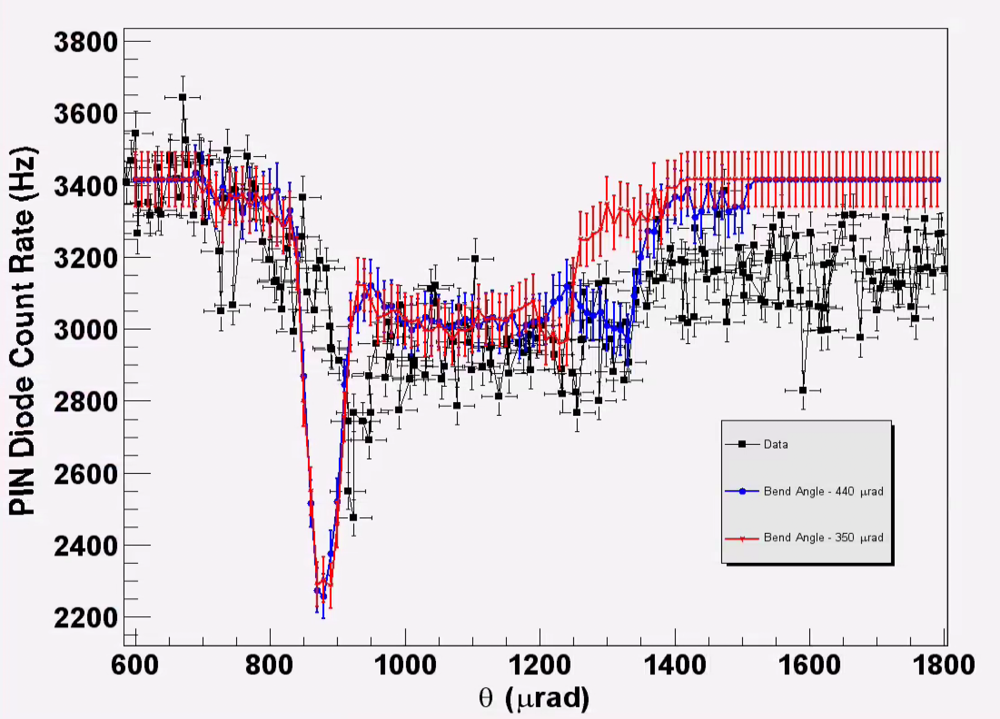 PIN Diode Count Rate (Hz)
3800
3600
3400
3200
3000
2800
2600
2400
2200
Data
Bend Angle - 440 μrad
Bend Angle - 350 μrad
600 800 1000 1200 1400 1600 1800
θ (μrad)